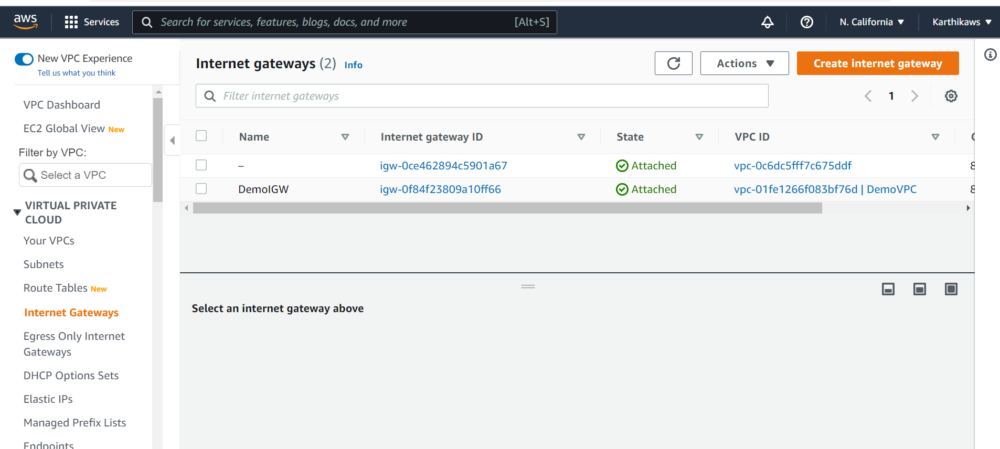 aws Services Search for services, features, blogs, docs, and more [Alt+S] N. California Karthikaws
New VPC Experience
Tell us what you think
VPC Dashboard
EC2 Global View New
Filter by VPC:
Select a VPC
VIRTUAL PRIVATE
CLOUD
Your VPCs
Subnets
Route Tables New
Internet Gateways
Egress Only Internet
Gateways
DHCP Options Sets
Elastic IPs
Managed Prefix Lists
Endpoints
Internet gateways (2) Info Actions Create internet gateway
Filter internet gateways 1
Name Internet gateway ID State VPC ID
– igw-0ce462894c5901a67 Attached vpc-0c6dc5fff7c675ddf 8
DemoIGW igw-0f84f23809a10ff66 Attached vpc-01fe1266f083bf76d | DemoVPC 8
Select an internet gateway above